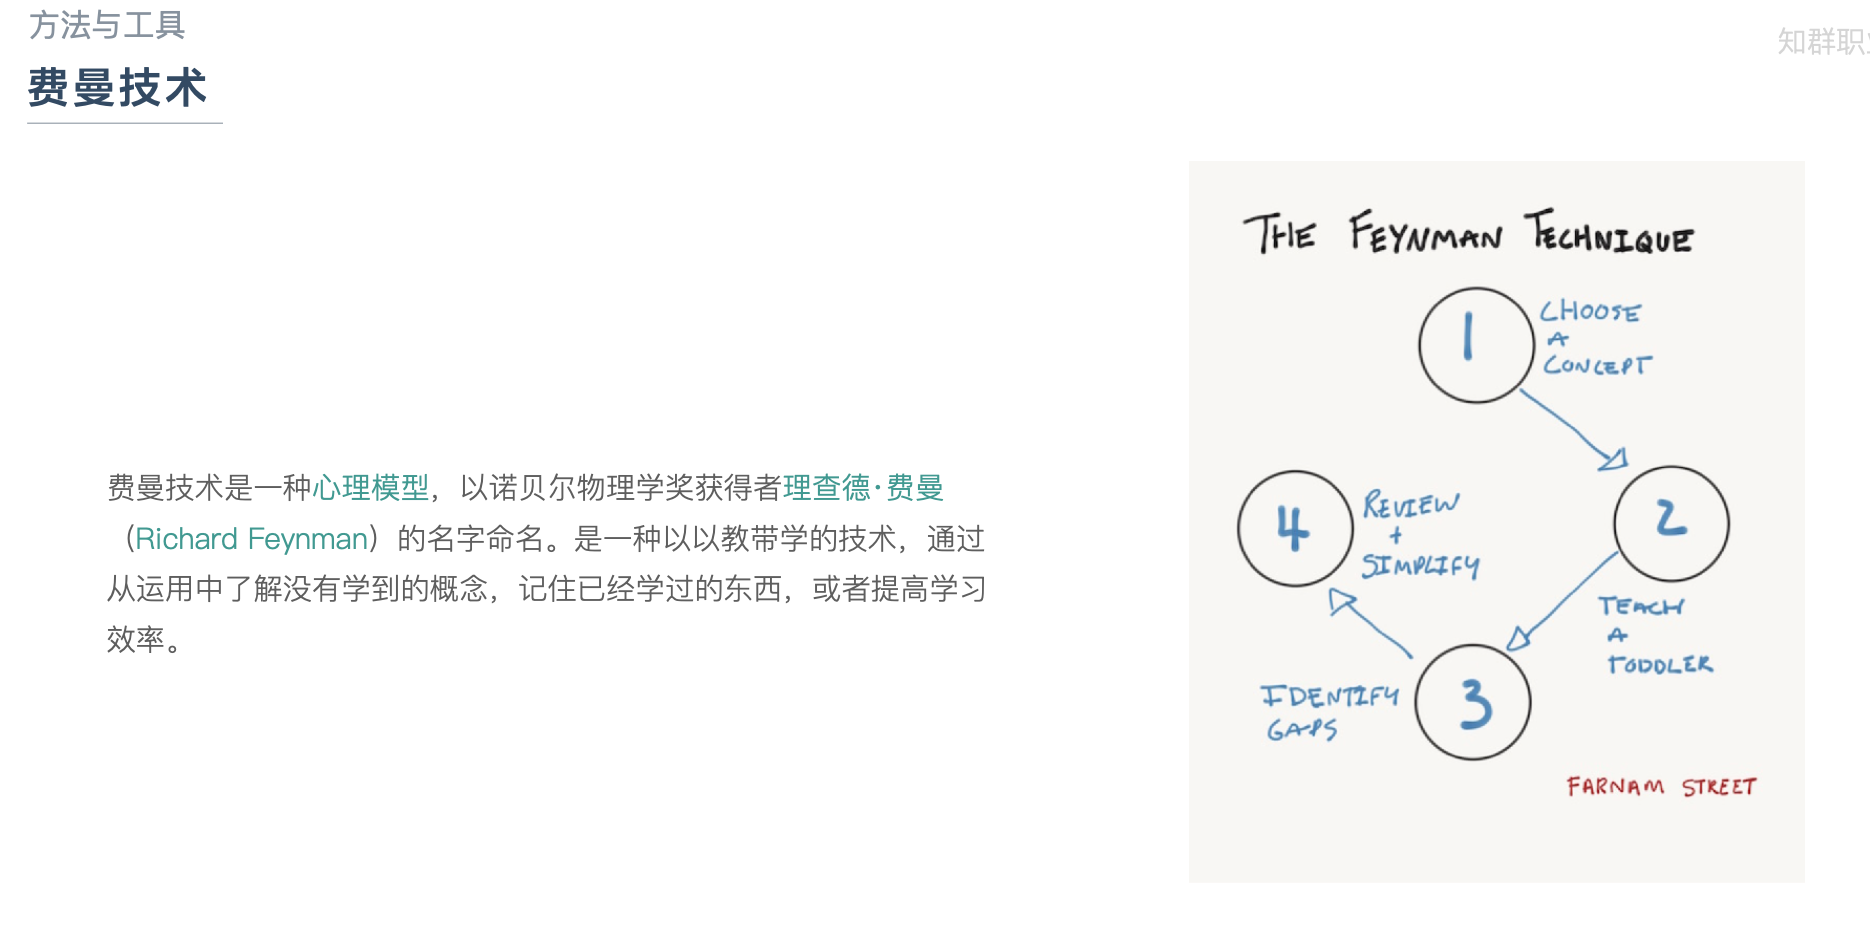 方法与工具
知群职
费曼技术
费曼技术是一种心理模型，以诺贝尔物理学奖获得者理查德·费曼
（Richard Feynman）的名字命名。是一种以以教带学的技术，通过
从运用中了解没有学到的概念，记住已经学过的东西，或者提高学习
效率。
THE FEYNMAN TECHNIQUE
1
CHOOSE
A
CONCEPT
2
TEACH
A
TODDLER
3
IDENTIFY
GAPS
4
REVIEW
+
SIMPLIFY
FARNAM STREET